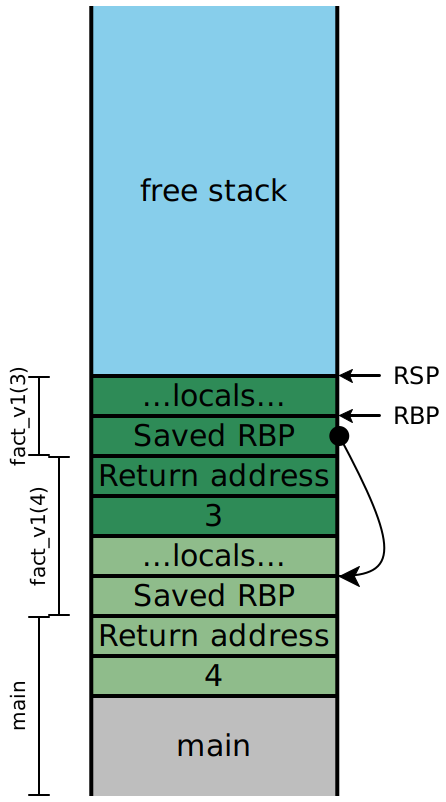 free stack
RSP
…locals…
RBP
Saved RBP
fact_v1(3)
Return address
3
fact_v1(4)
…locals…
Saved RBP
Return address
4
main
main